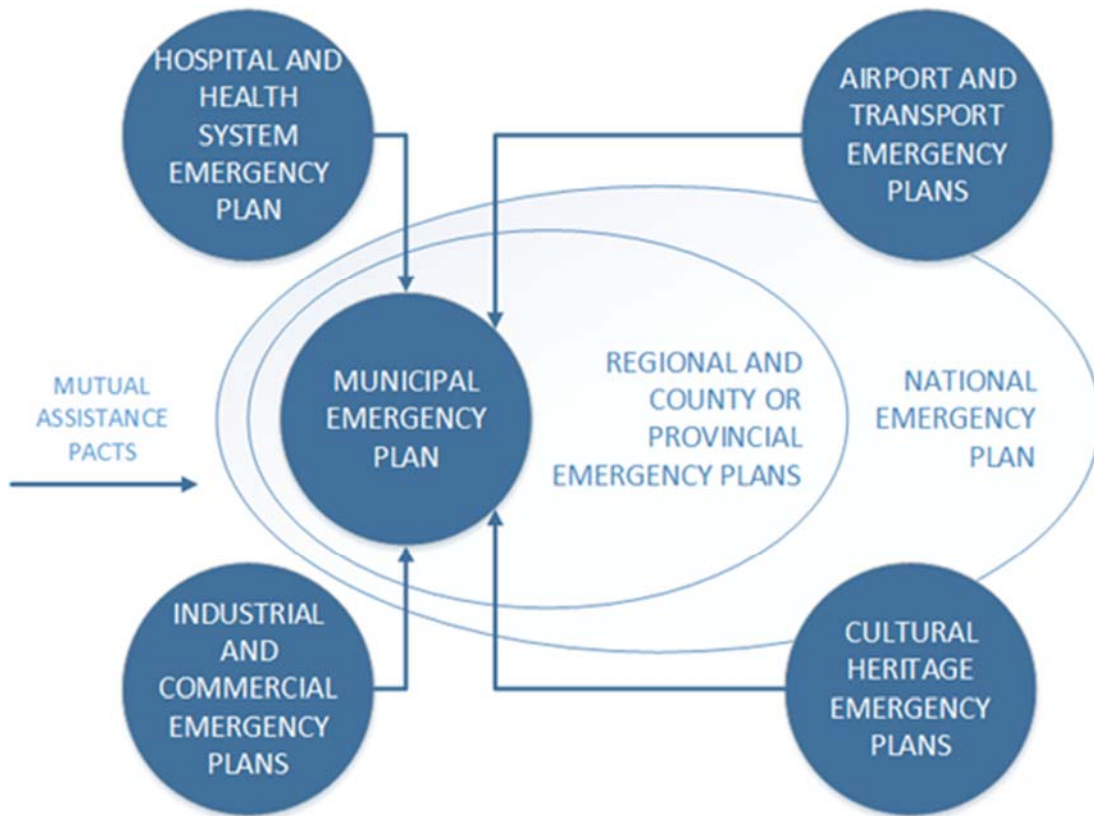 HOSPITAL AND
HEALTH
SYSTEM
EMERGENCY
PLAN
AIRPORT AND
TRANSPORT
EMERGENCY
PLANS
MUTUAL
ASSISTANCE
PACTS
MUNICIPAL
EMERGENCY
PLAN
REGIONAL AND
COUNTY OR
PROVINCIAL
EMERGENCY PLANS
NATIONAL
EMERGENCY
PLAN
INDUSTRIAL
AND
COMMERCIAL
EMERGENCY
PLANS
CULTURAL
HERITAGE
EMERGENCY
PLANS